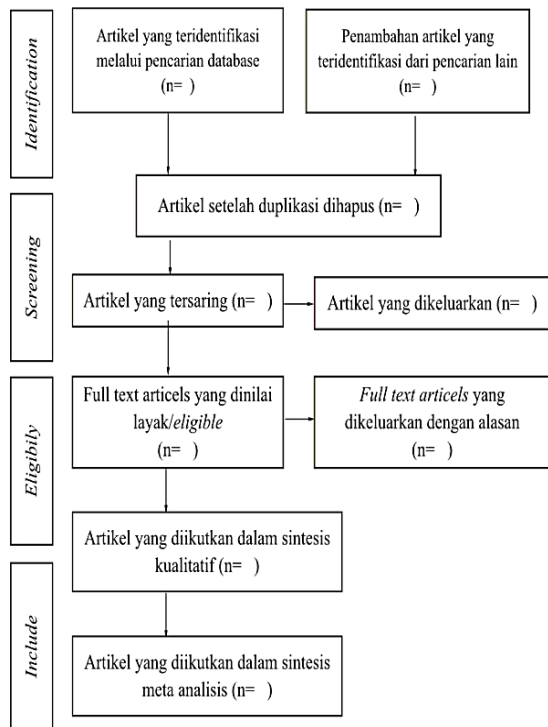 Identification
Artikel yang teridentifikasi
melalui pencarian database
(n= )
Penambahan artikel yang
teridentifikasi dari pencarian lain
(n= )
Screening
Artikel setelah duplikasi dihapus (n= )
Artikel yang tersaring (n= )
Artikel yang dikeluarkan (n= )
Eligibily
Full text articels yang dinilai
layak/eligible
(n= )
Full text articels yang
dikeluarkan dengan alasan
(n= )
Artikel yang diikutkan dalam sintesis
kualitatif (n= )
Include
Artikel yang diikutkan dalam sintesis
meta analisis (n= )